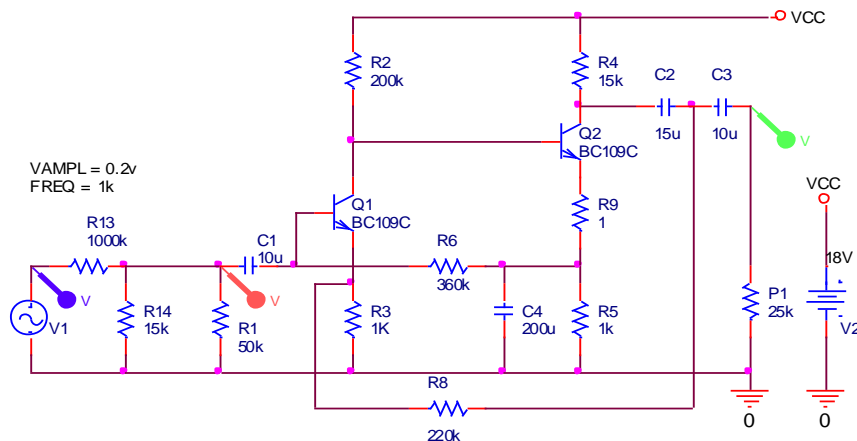 VCC
R2
200k
R4
15k
C2
15u
C3
10u
V
Q2
BC109C
VAMPL = 0.2v
FREQ = 1k
Q1
BC109C
R9
1
VCC
R13
1000k
C1
10u
R6
360k
18V
V
V
V1
R14
15k
R1
50k
R3
1K
C4
200u
R5
1k
P1
25k
V2
R8
220k
0
0